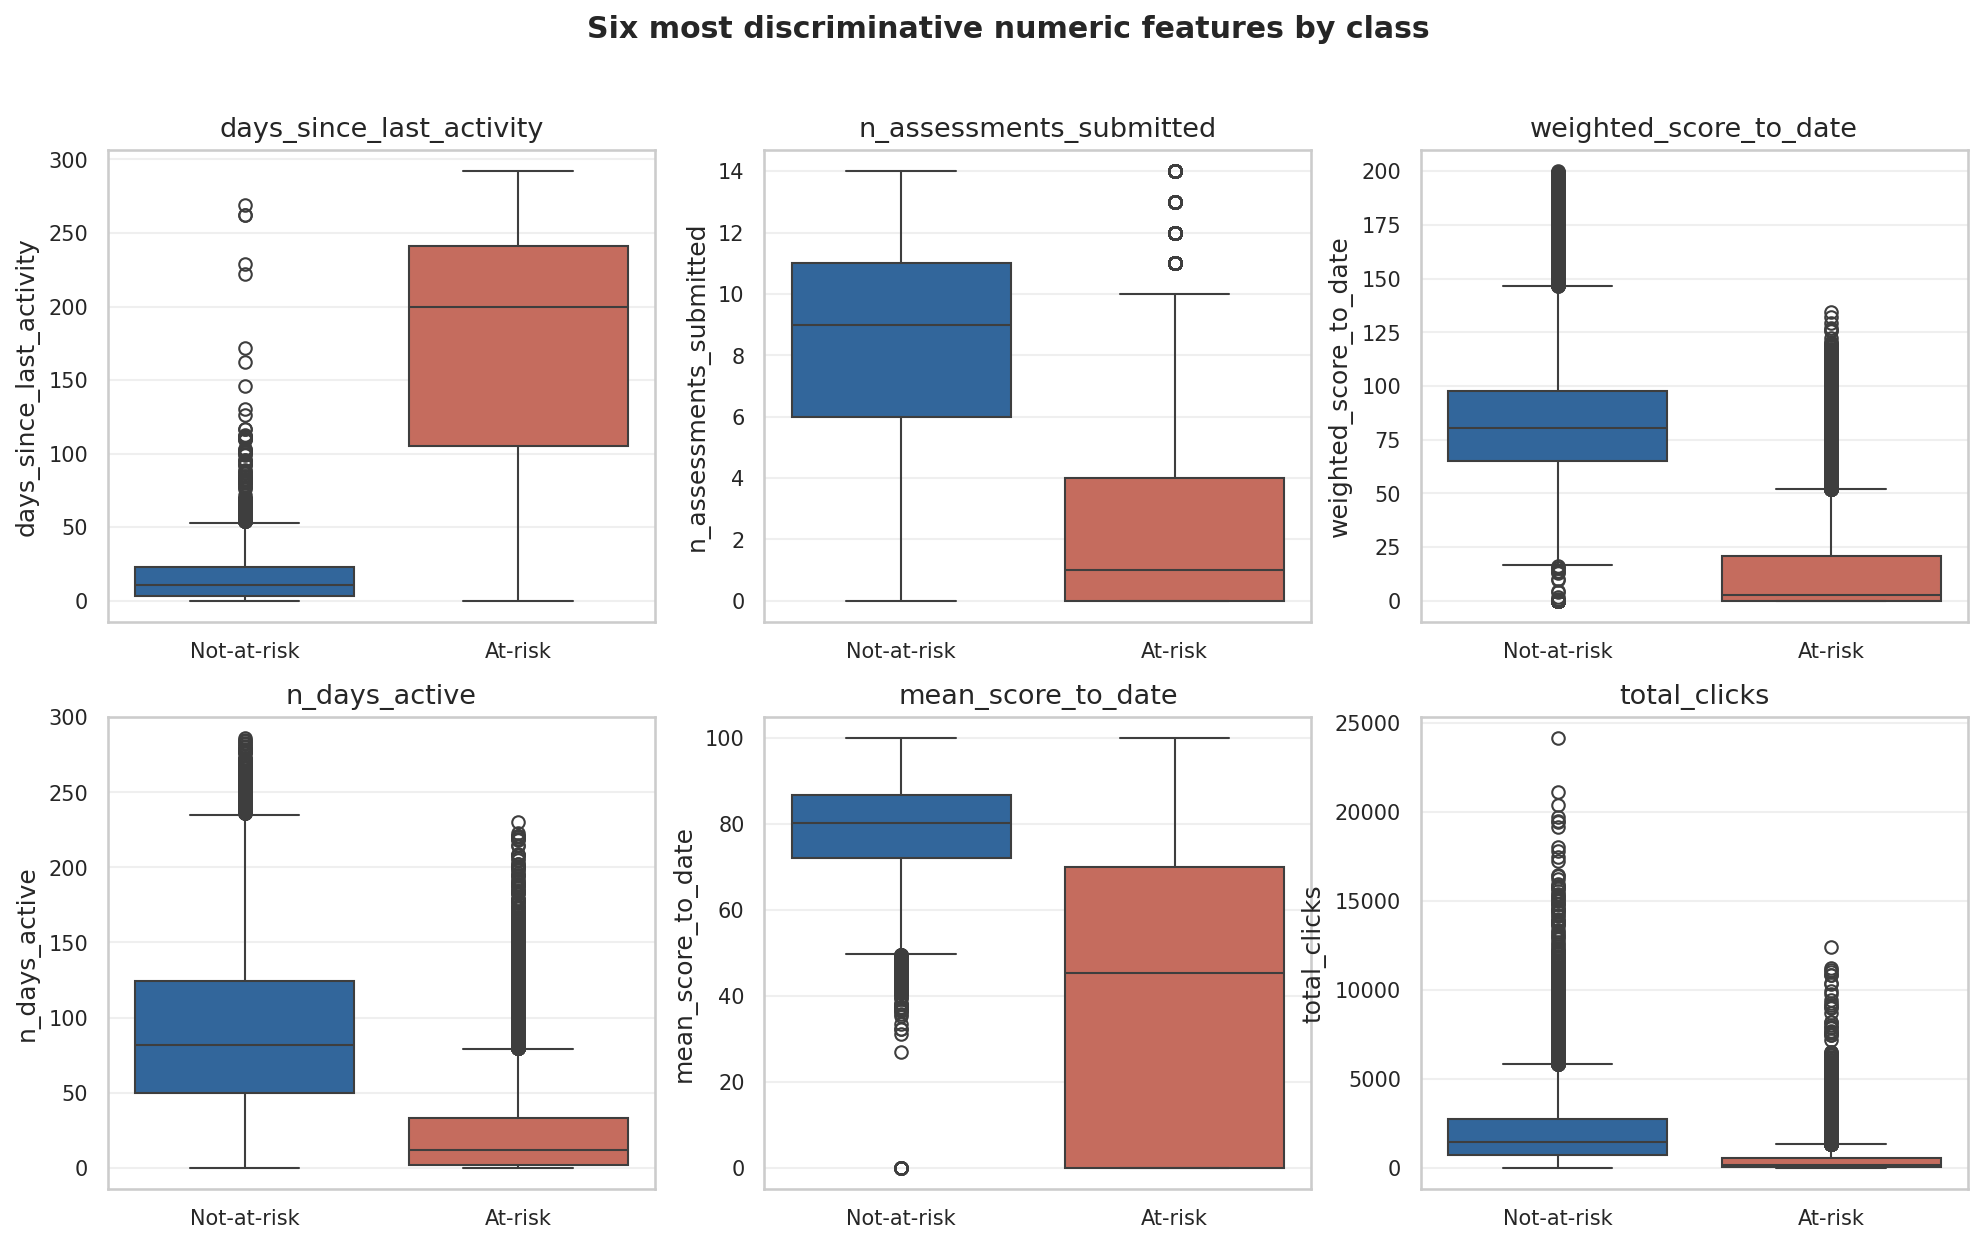 Six most discriminative numeric features by class
days_since_last_activity
n_assessments_submitted
weighted_score_to_date
days_since_last_activity
300
250
200
150
100
50
0
Not-at-risk
At-risk
n_assessments_submitted
14
12
10
8
6
4
2
0
Not-at-risk
At-risk
weighted_score_to_date
200
175
150
125
100
75
50
25
0
Not-at-risk
At-risk
n_days_active
mean_score_to_date
total_clicks
n_days_active
300
250
200
150
100
50
0
Not-at-risk
At-risk
mean_score_to_date
100
80
60
40
20
0
Not-at-risk
At-risk
total_clicks
25000
20000
15000
10000
5000
0
Not-at-risk
At-risk